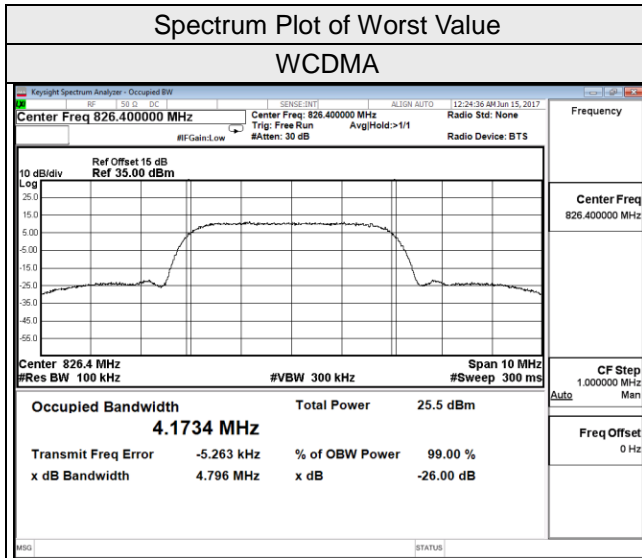 Spectrum Plot of Worst Value
WCDMA
Keysight Spectrum Analyzer - Occupied BW
RF 50 Ω DC SENSE:INT ALIGN AUTO 12:24:36 AM Jun 15, 2017
Center Freq 826.400000 MHz
Center Freq: 826.400000 MHz
Radio Std: None
Trig: Free Run Avg|Hold:>1/1
#IFGain:Low #Atten: 30 dB Radio Device: BTS
Frequency
Ref Offset 15 dB
10 dB/div Ref 35.00 dBm
Log
25.0
15.0
5.00
-5.00
-15.0
-25.0
-35.0
-45.0
-55.0
Center Freq
826.400000 MHz
Center 826.4 MHz Span 10 MHz
#Res BW 100 kHz #VBW 300 kHz #Sweep 300 ms
CF Step
1.000000 MHz
Auto Man
Occupied Bandwidth Total Power 25.5 dBm
4.1734 MHz
Transmit Freq Error -5.263 kHz % of OBW Power 99.00 %
x dB Bandwidth 4.796 MHz x dB -26.00 dB
Freq Offset
0 Hz
MSG STATUS